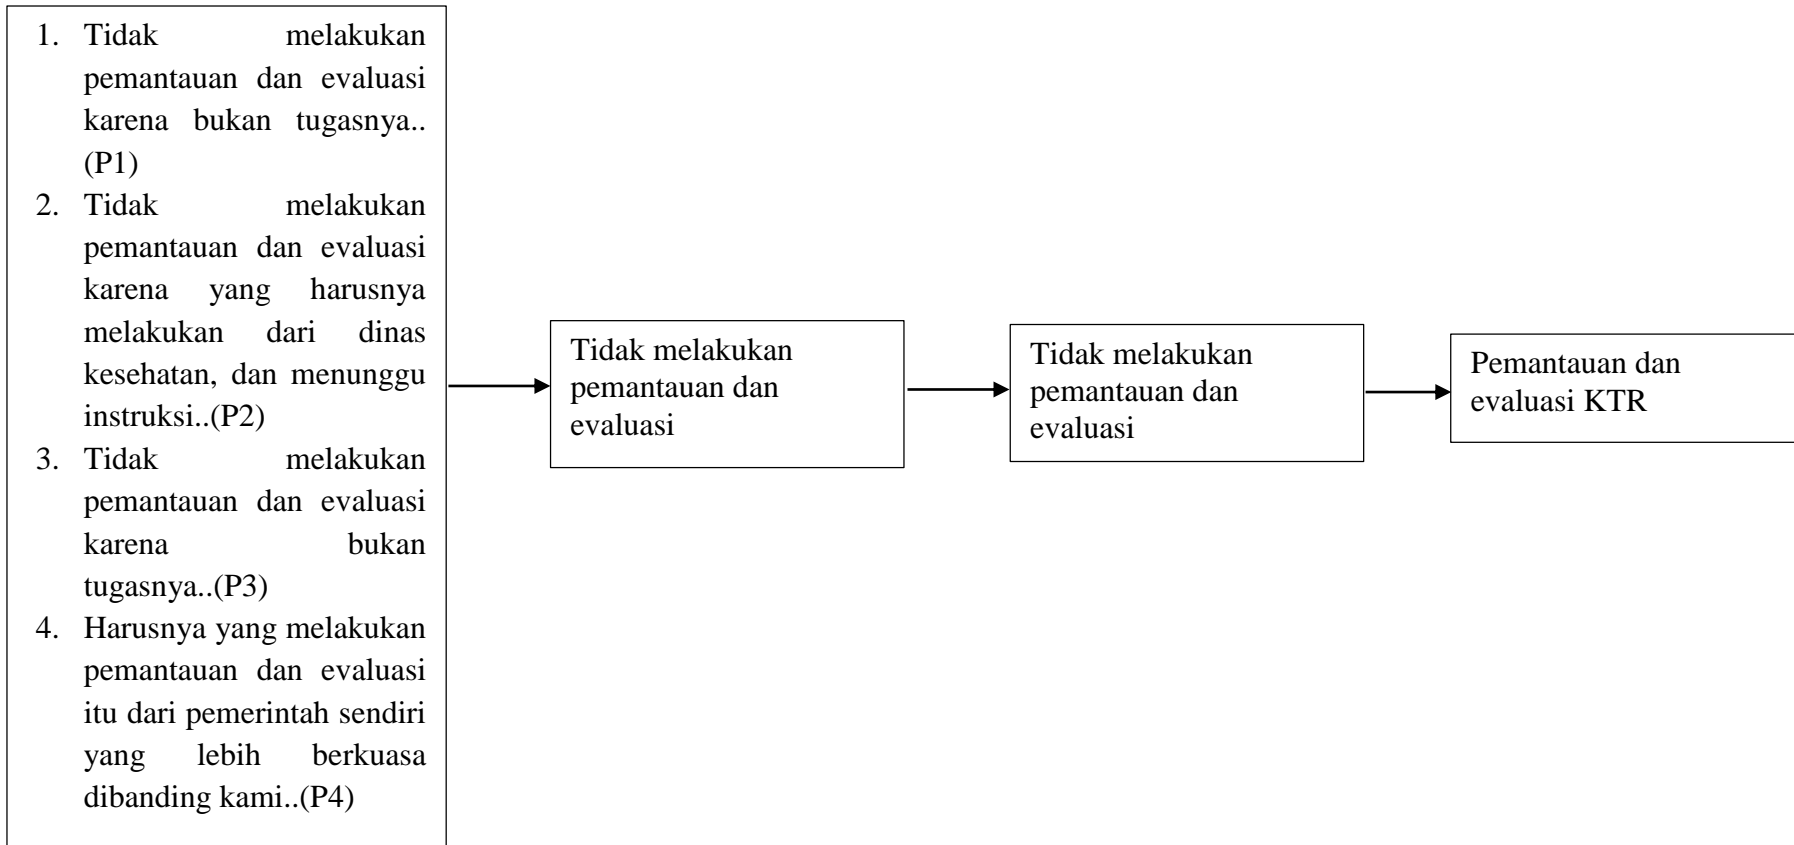 1. Tidak melakukan
pemantauan dan evaluasi
karena bukan tugasnya..
(P1)
2. Tidak melakukan
pemantauan dan evaluasi
karena yang harusnya
melakukan dari dinas
kesehatan, dan menunggu
instruksi..(P2)
3. Tidak melakukan
pemantauan dan evaluasi
karena bukan
tugasnya..(P3)
4. Harusnya yang melakukan
pemantauan dan evaluasi
itu dari pemerintah sendiri
yang lebih berkuasa
dibanding kami..(P4)
Tidak melakukan
pemantauan dan
evaluasi
Tidak melakukan
pemantauan dan
evaluasi
Pemantauan dan
evaluasi KTR